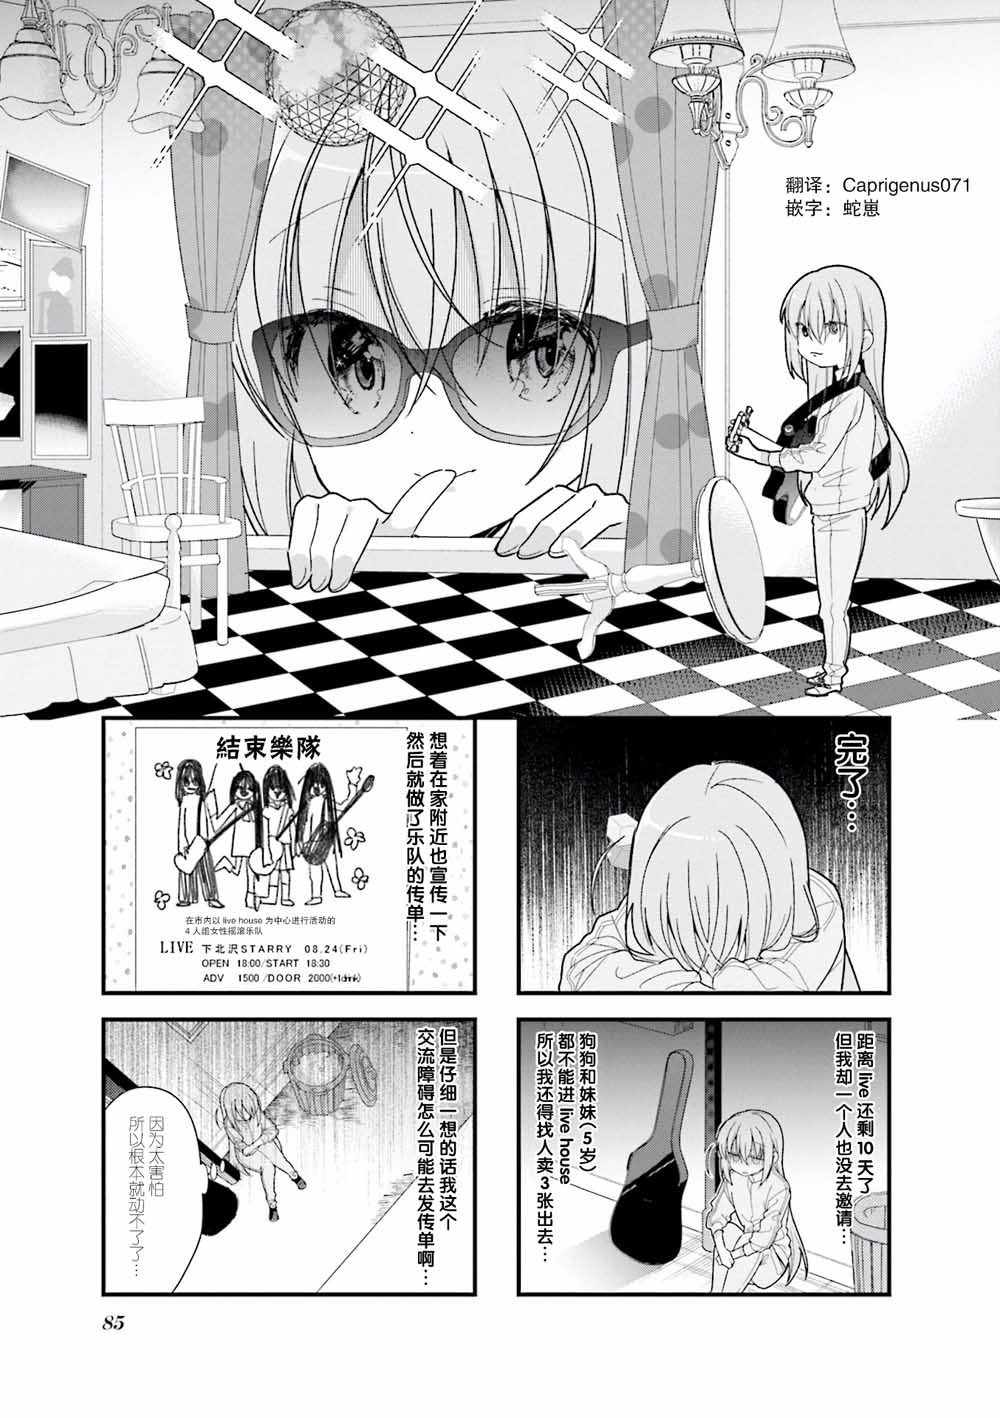 翻译：Caprigenus071
嵌字：蛇崽
完了…
距离 live 还剩 10 天了
但我却一个人也没去邀请…
狗狗和妹妹（5岁）
都不能进 live house
所以我还得找人卖 3 张出去…
想着在家附近也宣传一下
然后就做了乐队的传单…
結束樂隊
在市内以 live house 为中心进行活动的
4 人组女性摇滚乐队
LIVE 下北沢STARRY 08.24(Fri)
OPEN 18:00/START 18:30
ADV 1500/DOOR 2000(+1drink)
但是仔细一想的话我这个
交流障碍怎么可能去发传单啊…
因为太害怕
所以根本就动不了了…
85